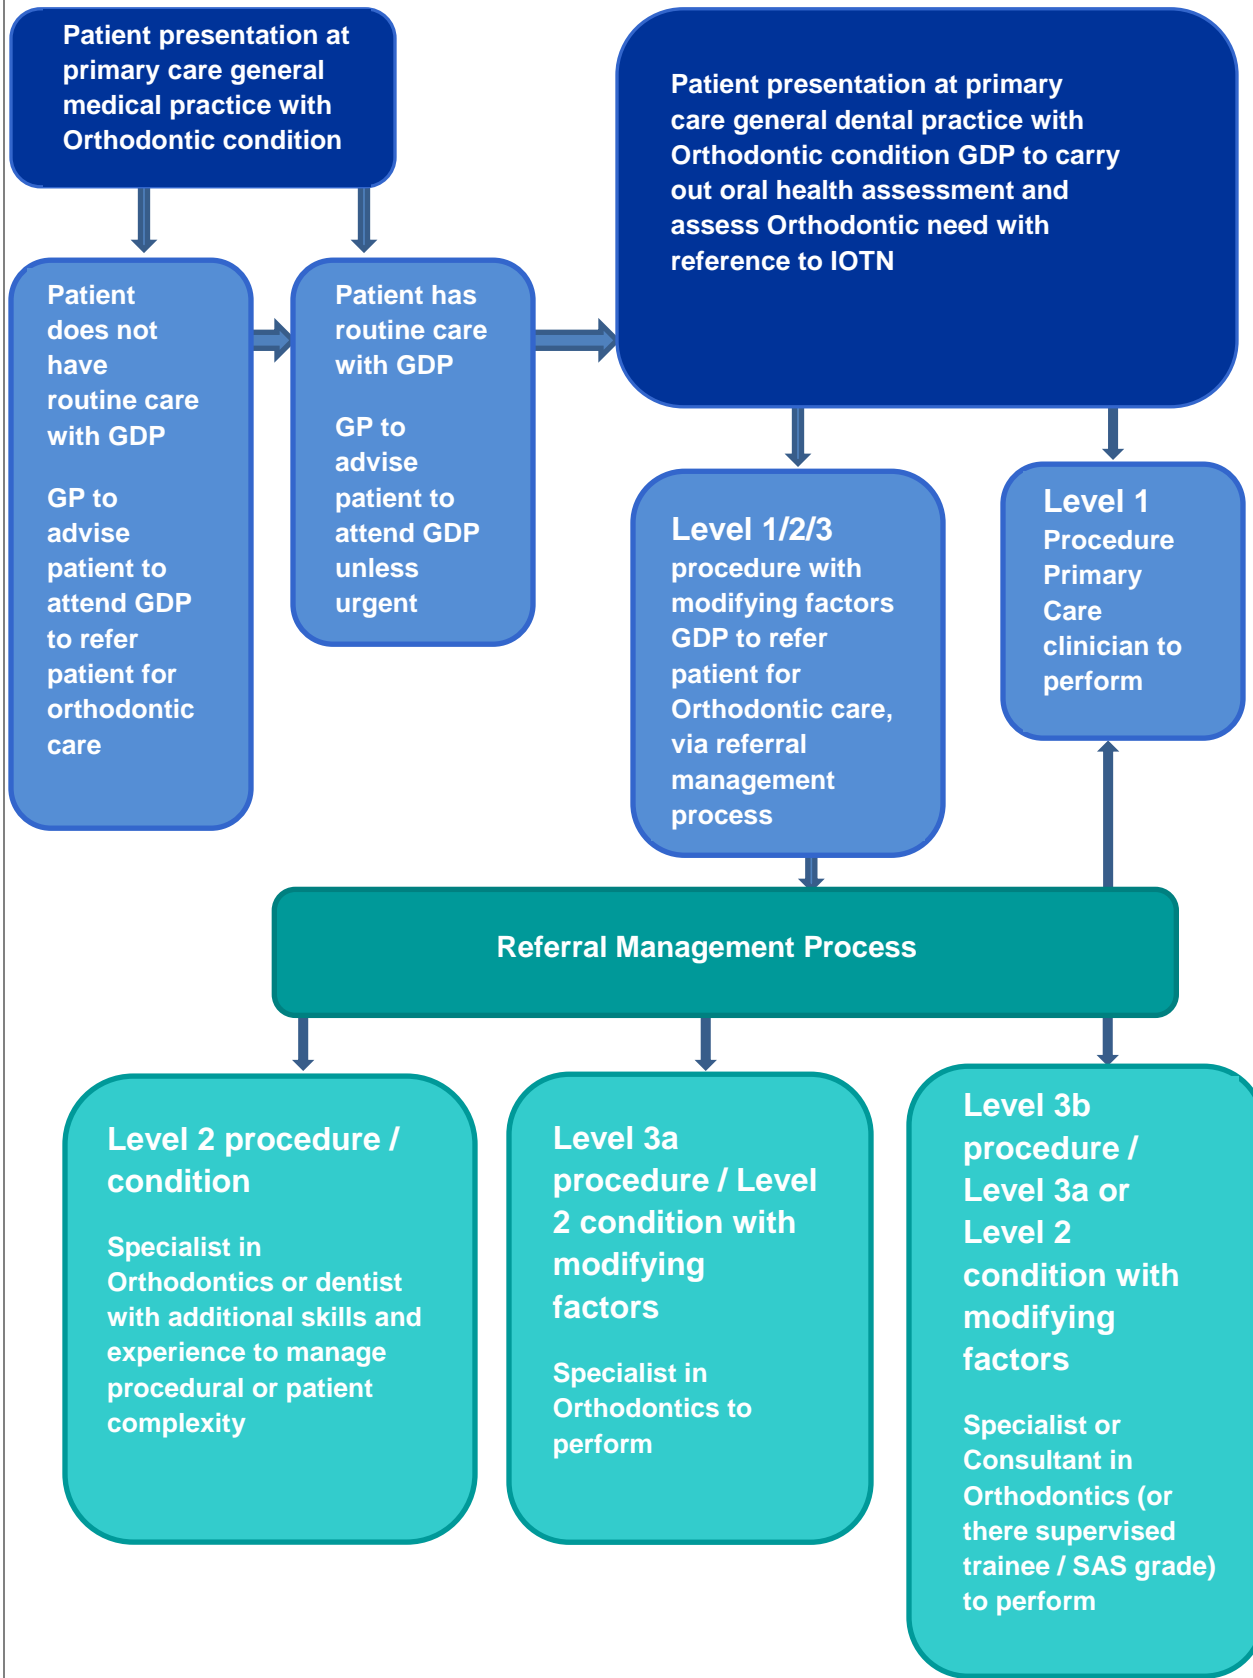 Patient presentation at
primary care general
medical practice with
Orthodontic condition
Patient presentation at primary
care general dental practice with
Orthodontic condition GDP to carry
out oral health assessment and
assess Orthodontic need with
reference to IOTN
Patient
does not
have
routine care
with GDP
GP to
advise
patient to
attend GDP
to refer
patient for
orthodontic
care
Patient has
routine care
with GDP
GP to
advise
patient to
attend GDP
unless
urgent
Level 1/2/3
procedure with
modifying factors
GDP to refer
patient for
Orthodontic care,
via referral
management
process
Level 1
Procedure
Primary
Care
clinician to
perform
Referral Management Process
Level 2 procedure /
condition
Specialist in
Orthodontics or dentist
with additional skills and
experience to manage
procedural or patient
complexity
Level 3a
procedure / Level
2 condition with
modifying
factors
Specialist in
Orthodontics to
perform
Level 3b
procedure /
Level 3a or
Level 2
condition with
modifying
factors
Specialist or
Consultant in
Orthodontics (or
there supervised
trainee / SAS grade)
to perform